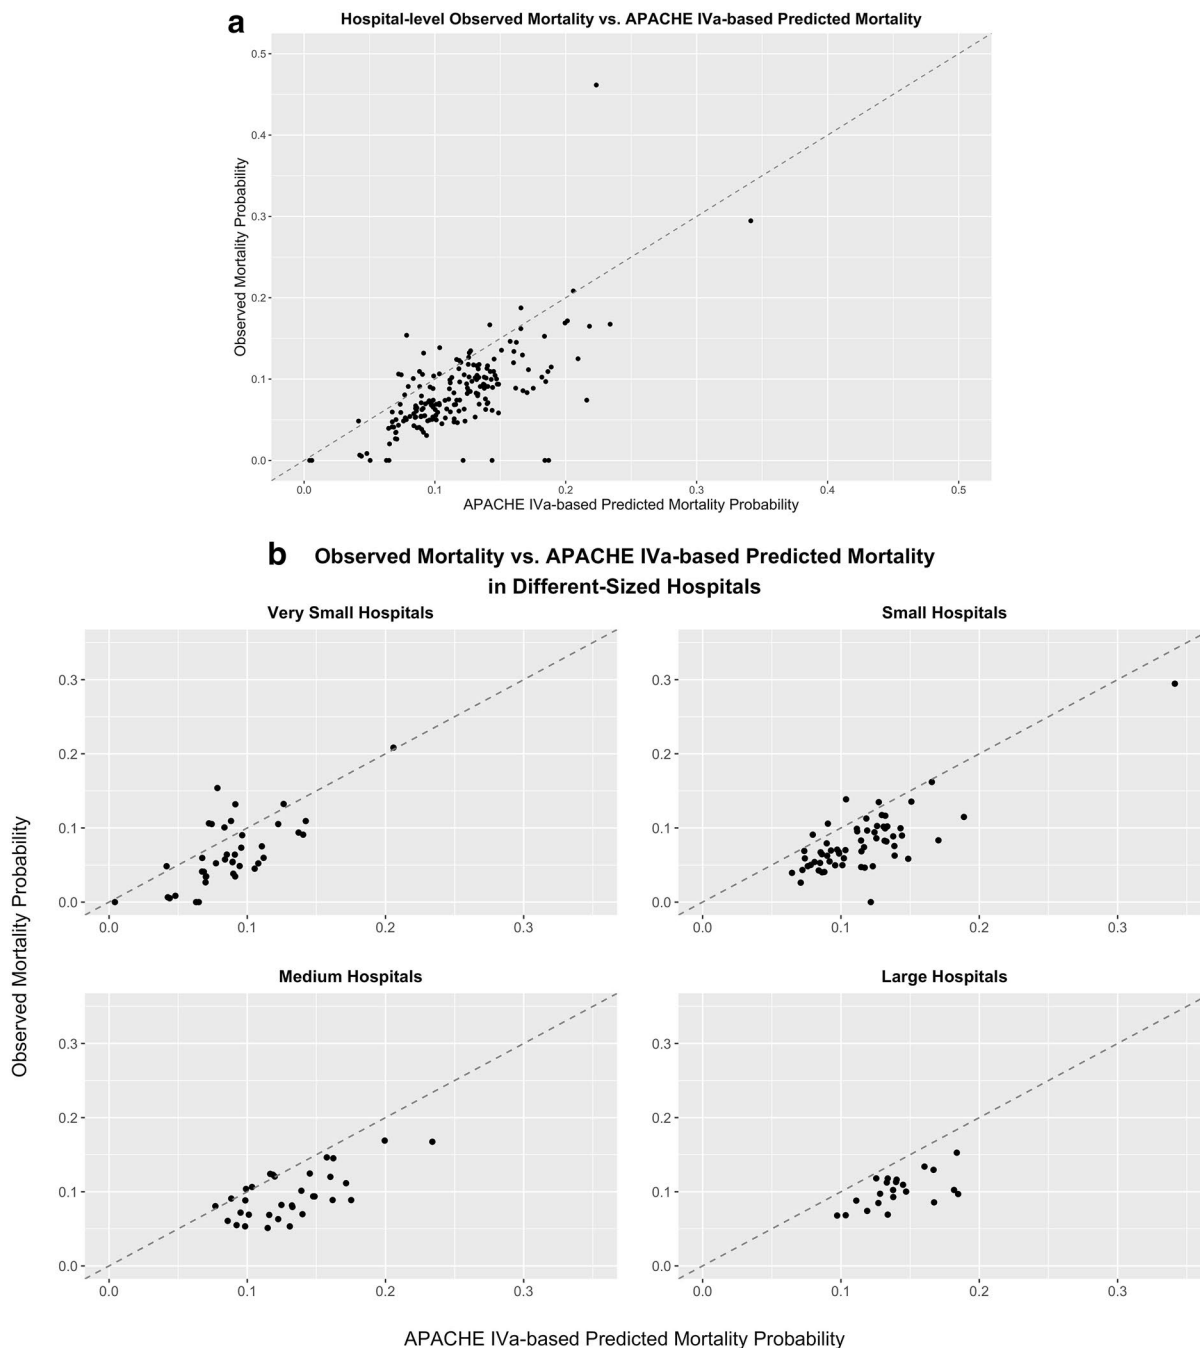 a
Hospital-level Observed Mortality vs. APACHE IVa-based Predicted Mortality
Observed Mortality Probability
0.5
0.4
0.3
0.2
0.1
0.0
0.0 0.1 0.2 0.3 0.4 0.5
APACHE IVa-based Predicted Mortality Probability
b
Observed Mortality vs. APACHE IVa-based Predicted Mortality
in Different-Sized Hospitals
Observed Mortality Probability
Very Small Hospitals
0.3
0.2
0.1
0.0
0.0 0.1 0.2 0.3
Small Hospitals
0.3
0.2
0.1
0.0
0.0 0.1 0.2 0.3
Medium Hospitals
0.3
0.2
0.1
0.0
0.0 0.1 0.2 0.3
Large Hospitals
0.3
0.2
0.1
0.0
0.0 0.1 0.2 0.3
APACHE IVa-based Predicted Mortality Probability